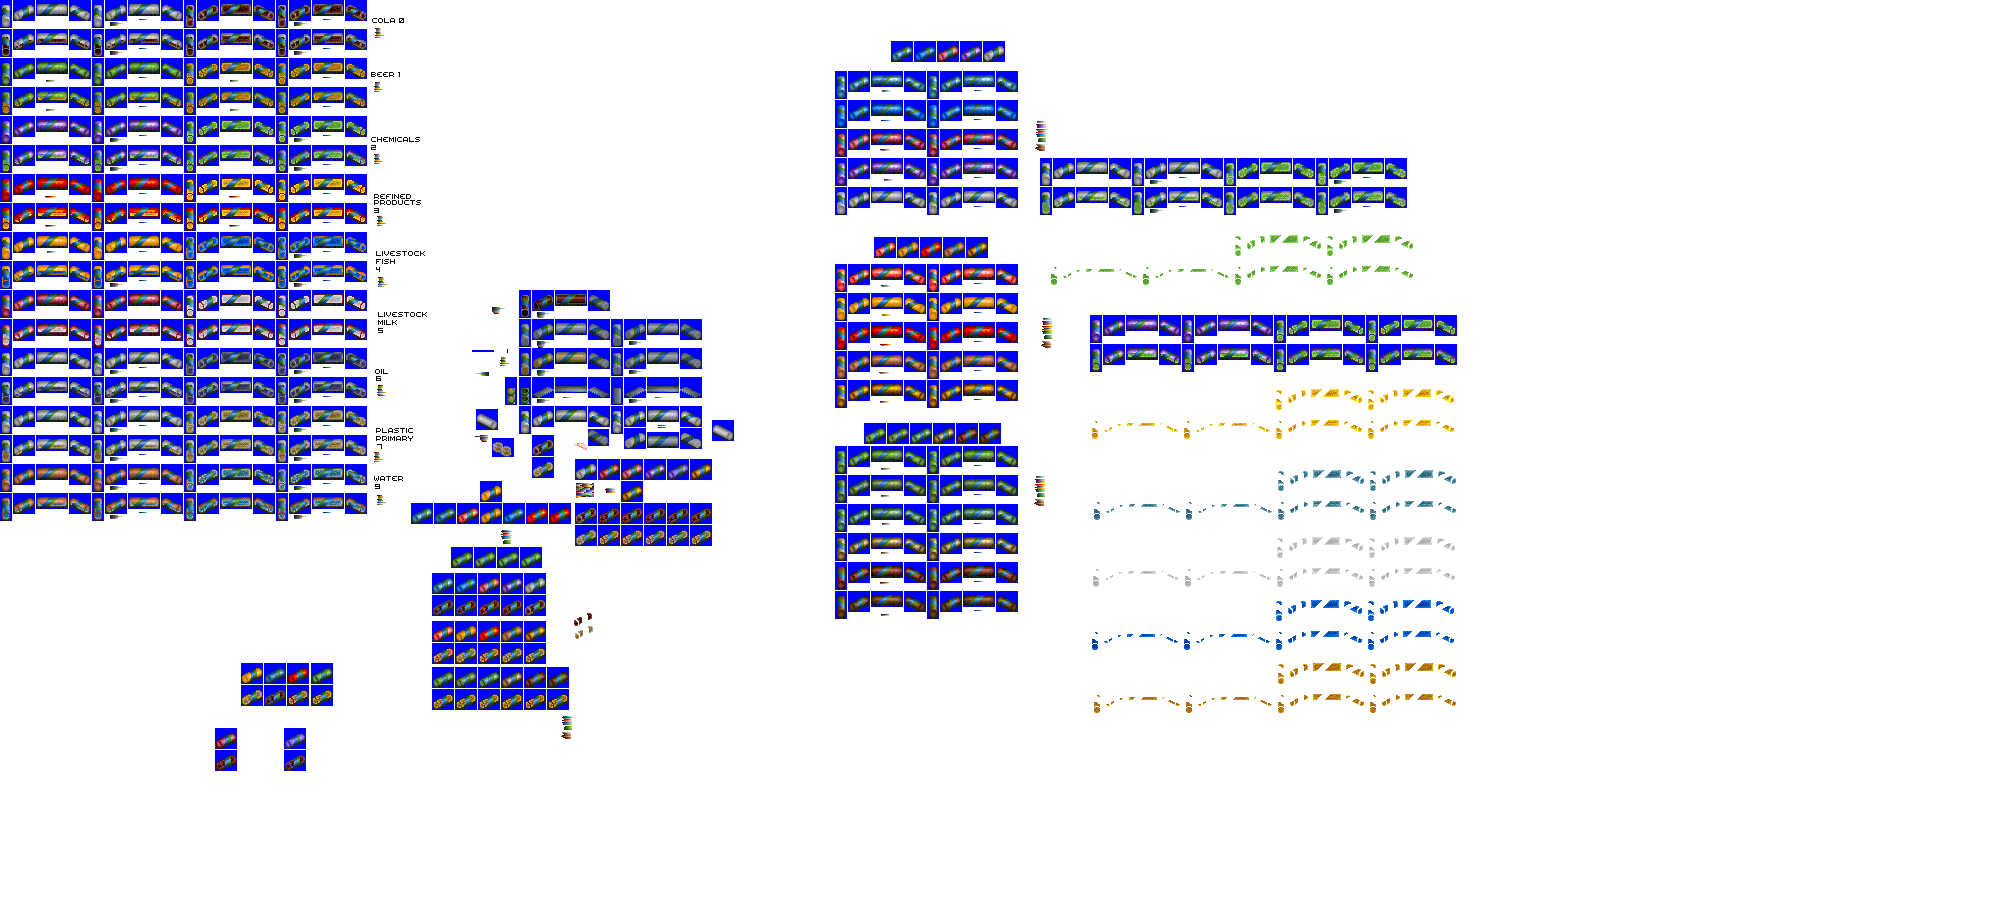 COLA 0
BEER 1
CHEMICALS
2
REFINED
PRODUCTS
3
LIVESTOCK
FISH
4
LIVESTOCK
MILK
5
OIL
6
PLASTIC
PRIMARY
7
WATER
9